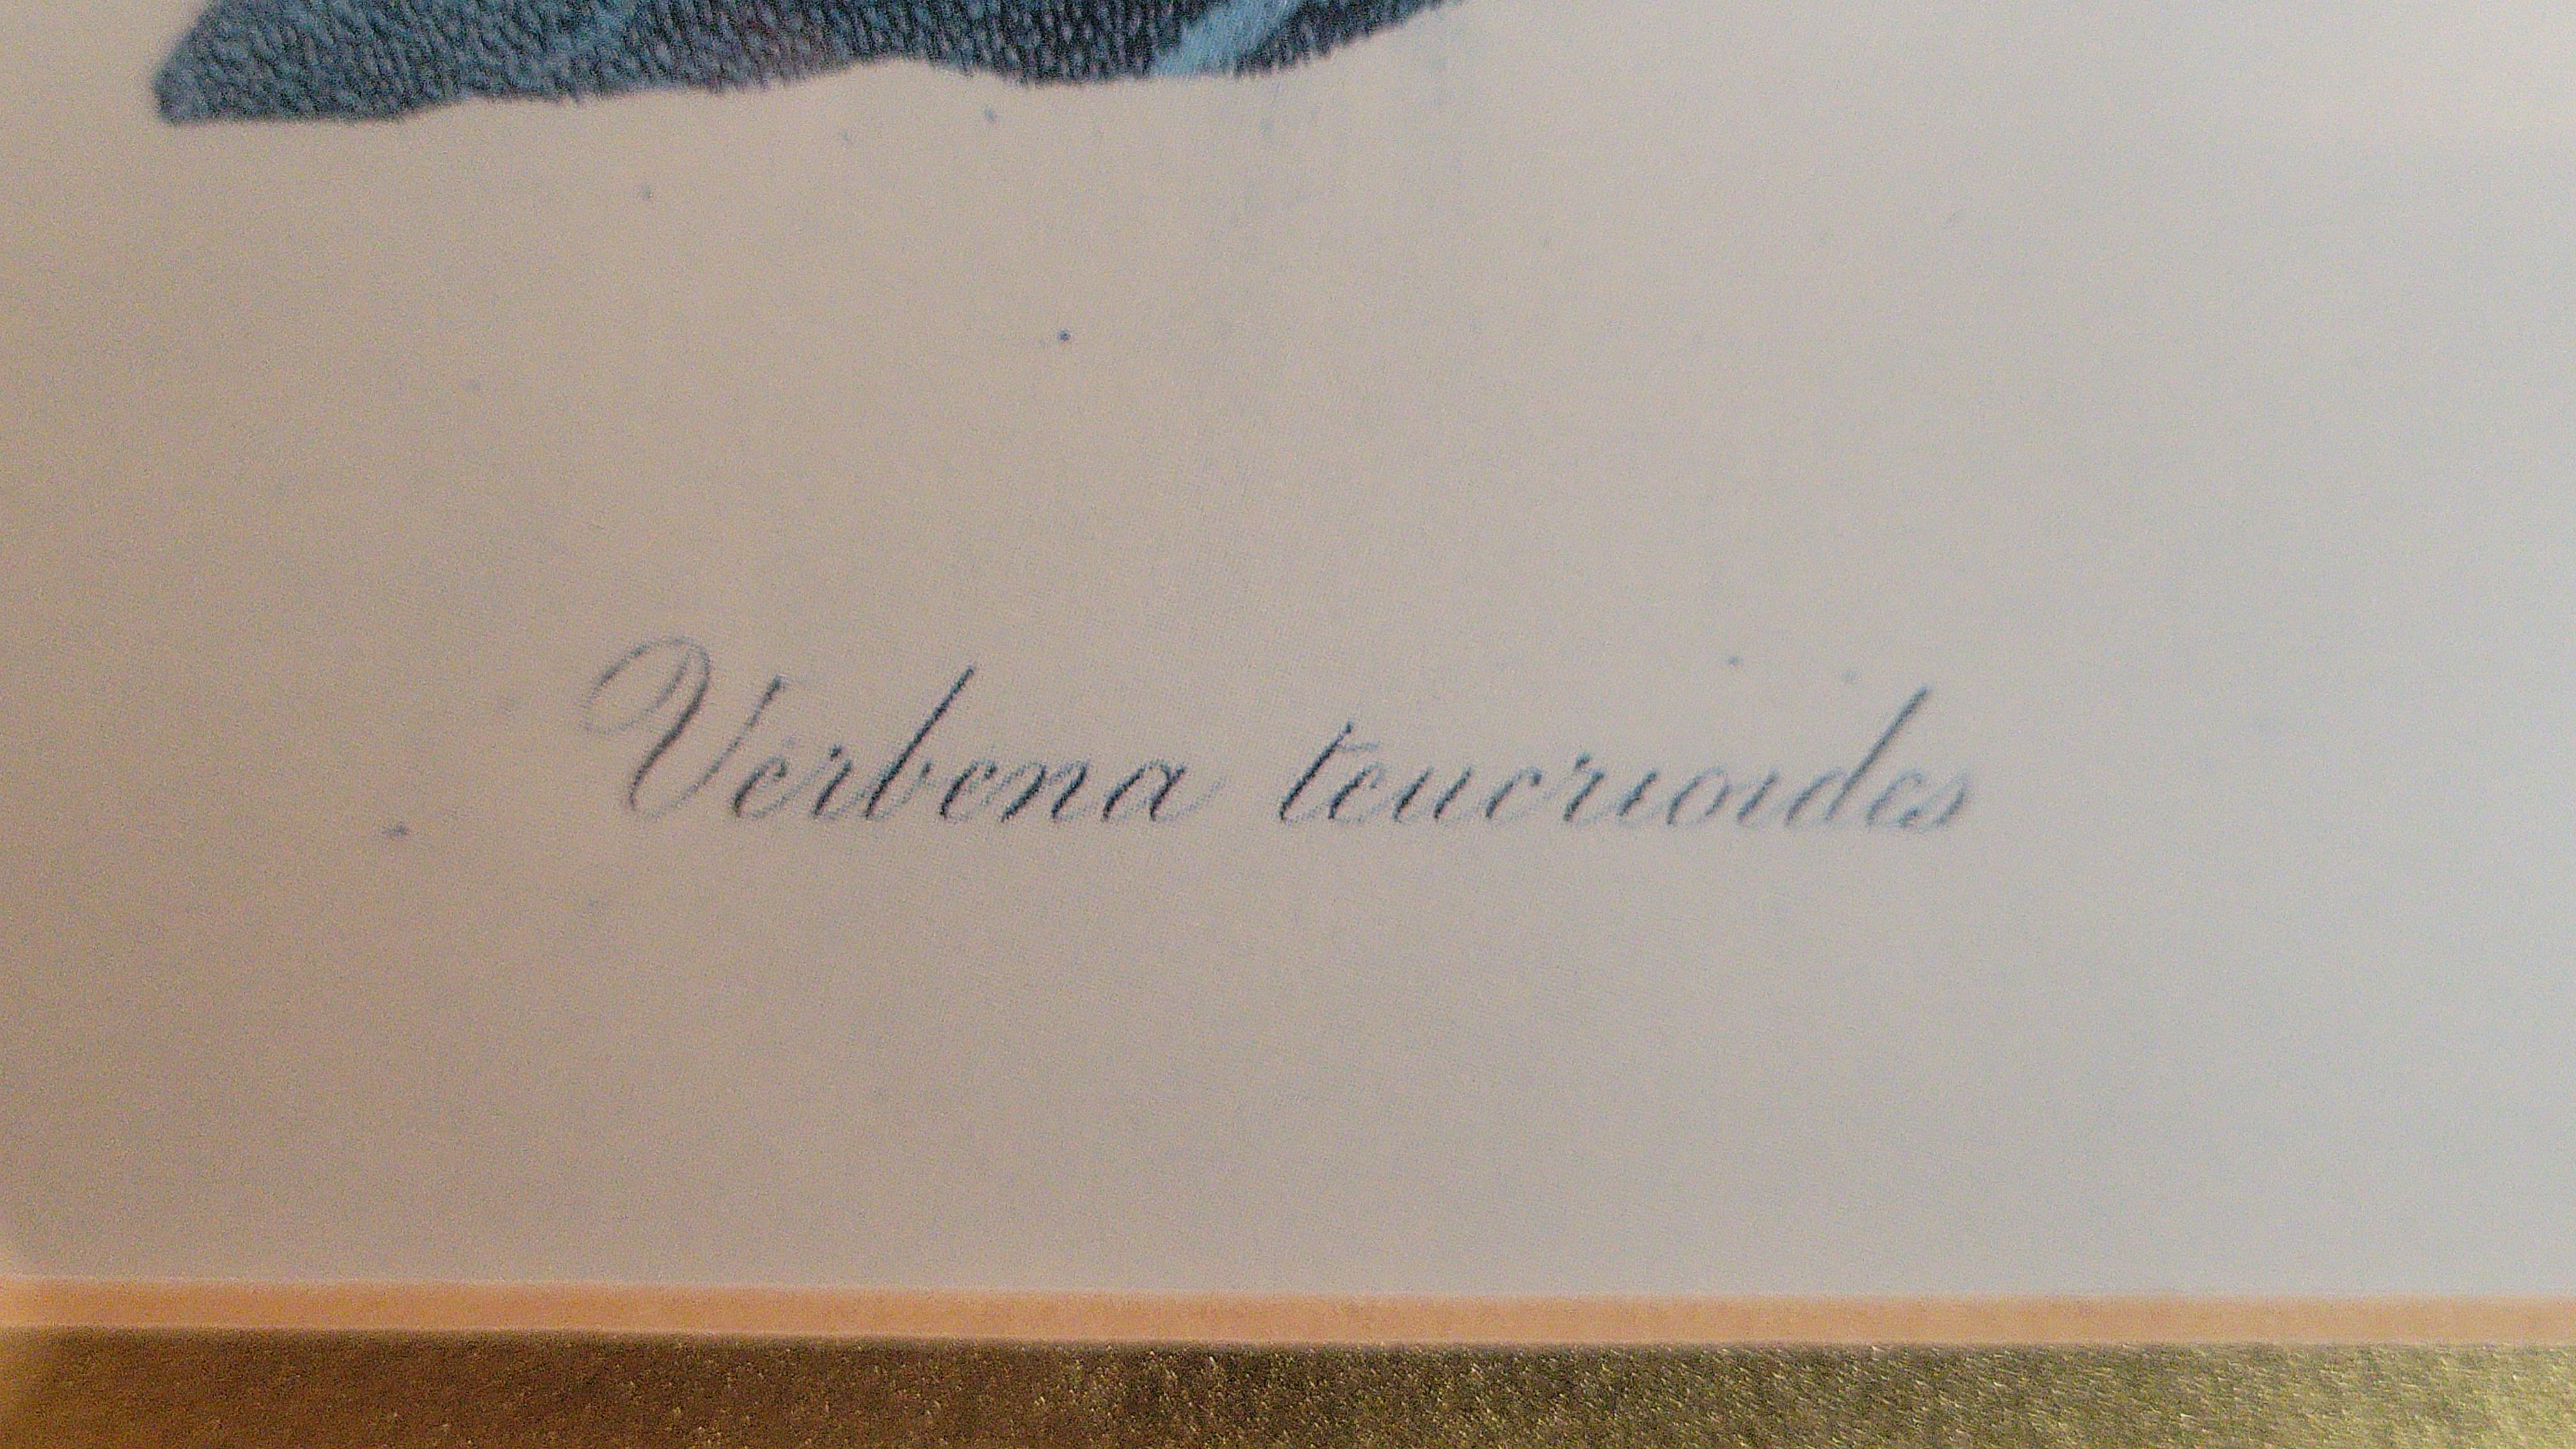 Verbena teucrioides